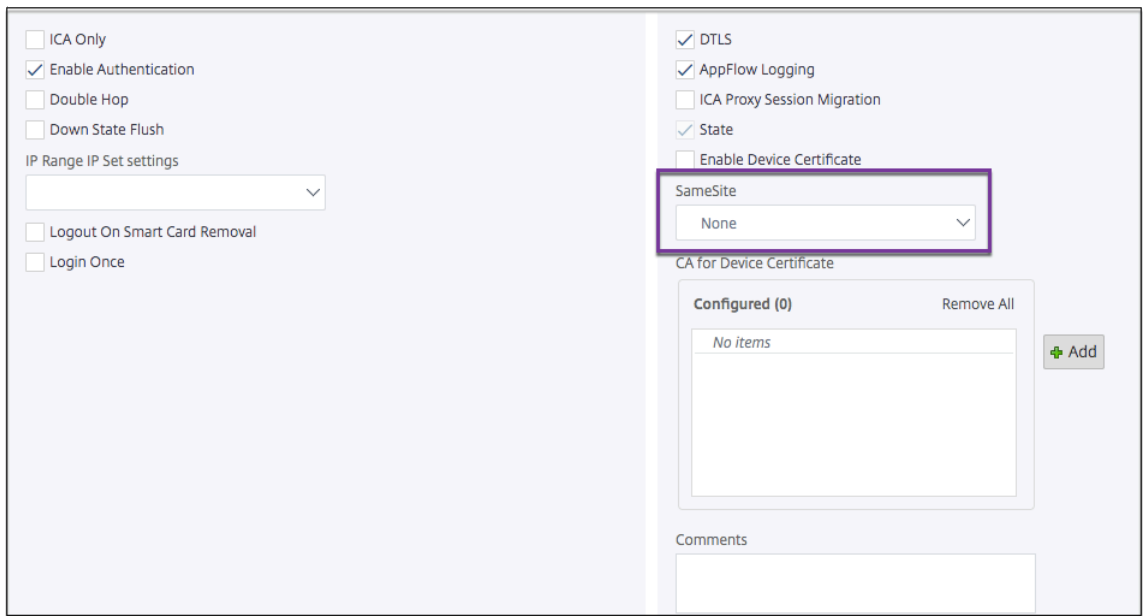 ICA Only
Enable Authentication
Double Hop
Down State Flush
IP Range IP Set settings
Logout On Smart Card Removal
Login Once
DTLS
AppFlow Logging
ICA Proxy Session Migration
State
Enable Device Certificate
SameSite
None
CA for Device Certificate
Configured (0) Remove All
No items
Add
Comments